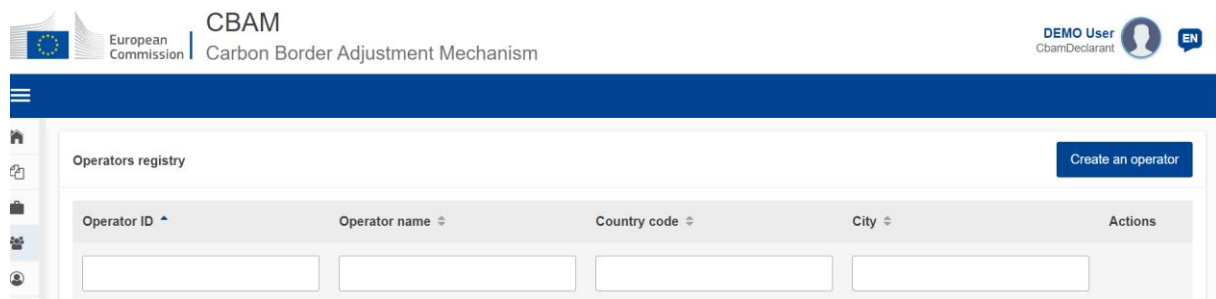 European
Commission
CBAM
Carbon Border Adjustment Mechanism
DEMO User
CbamDeclarant
EN
Operators registry
Create an operator
Operator ID
Operator name
Country code
City
Actions